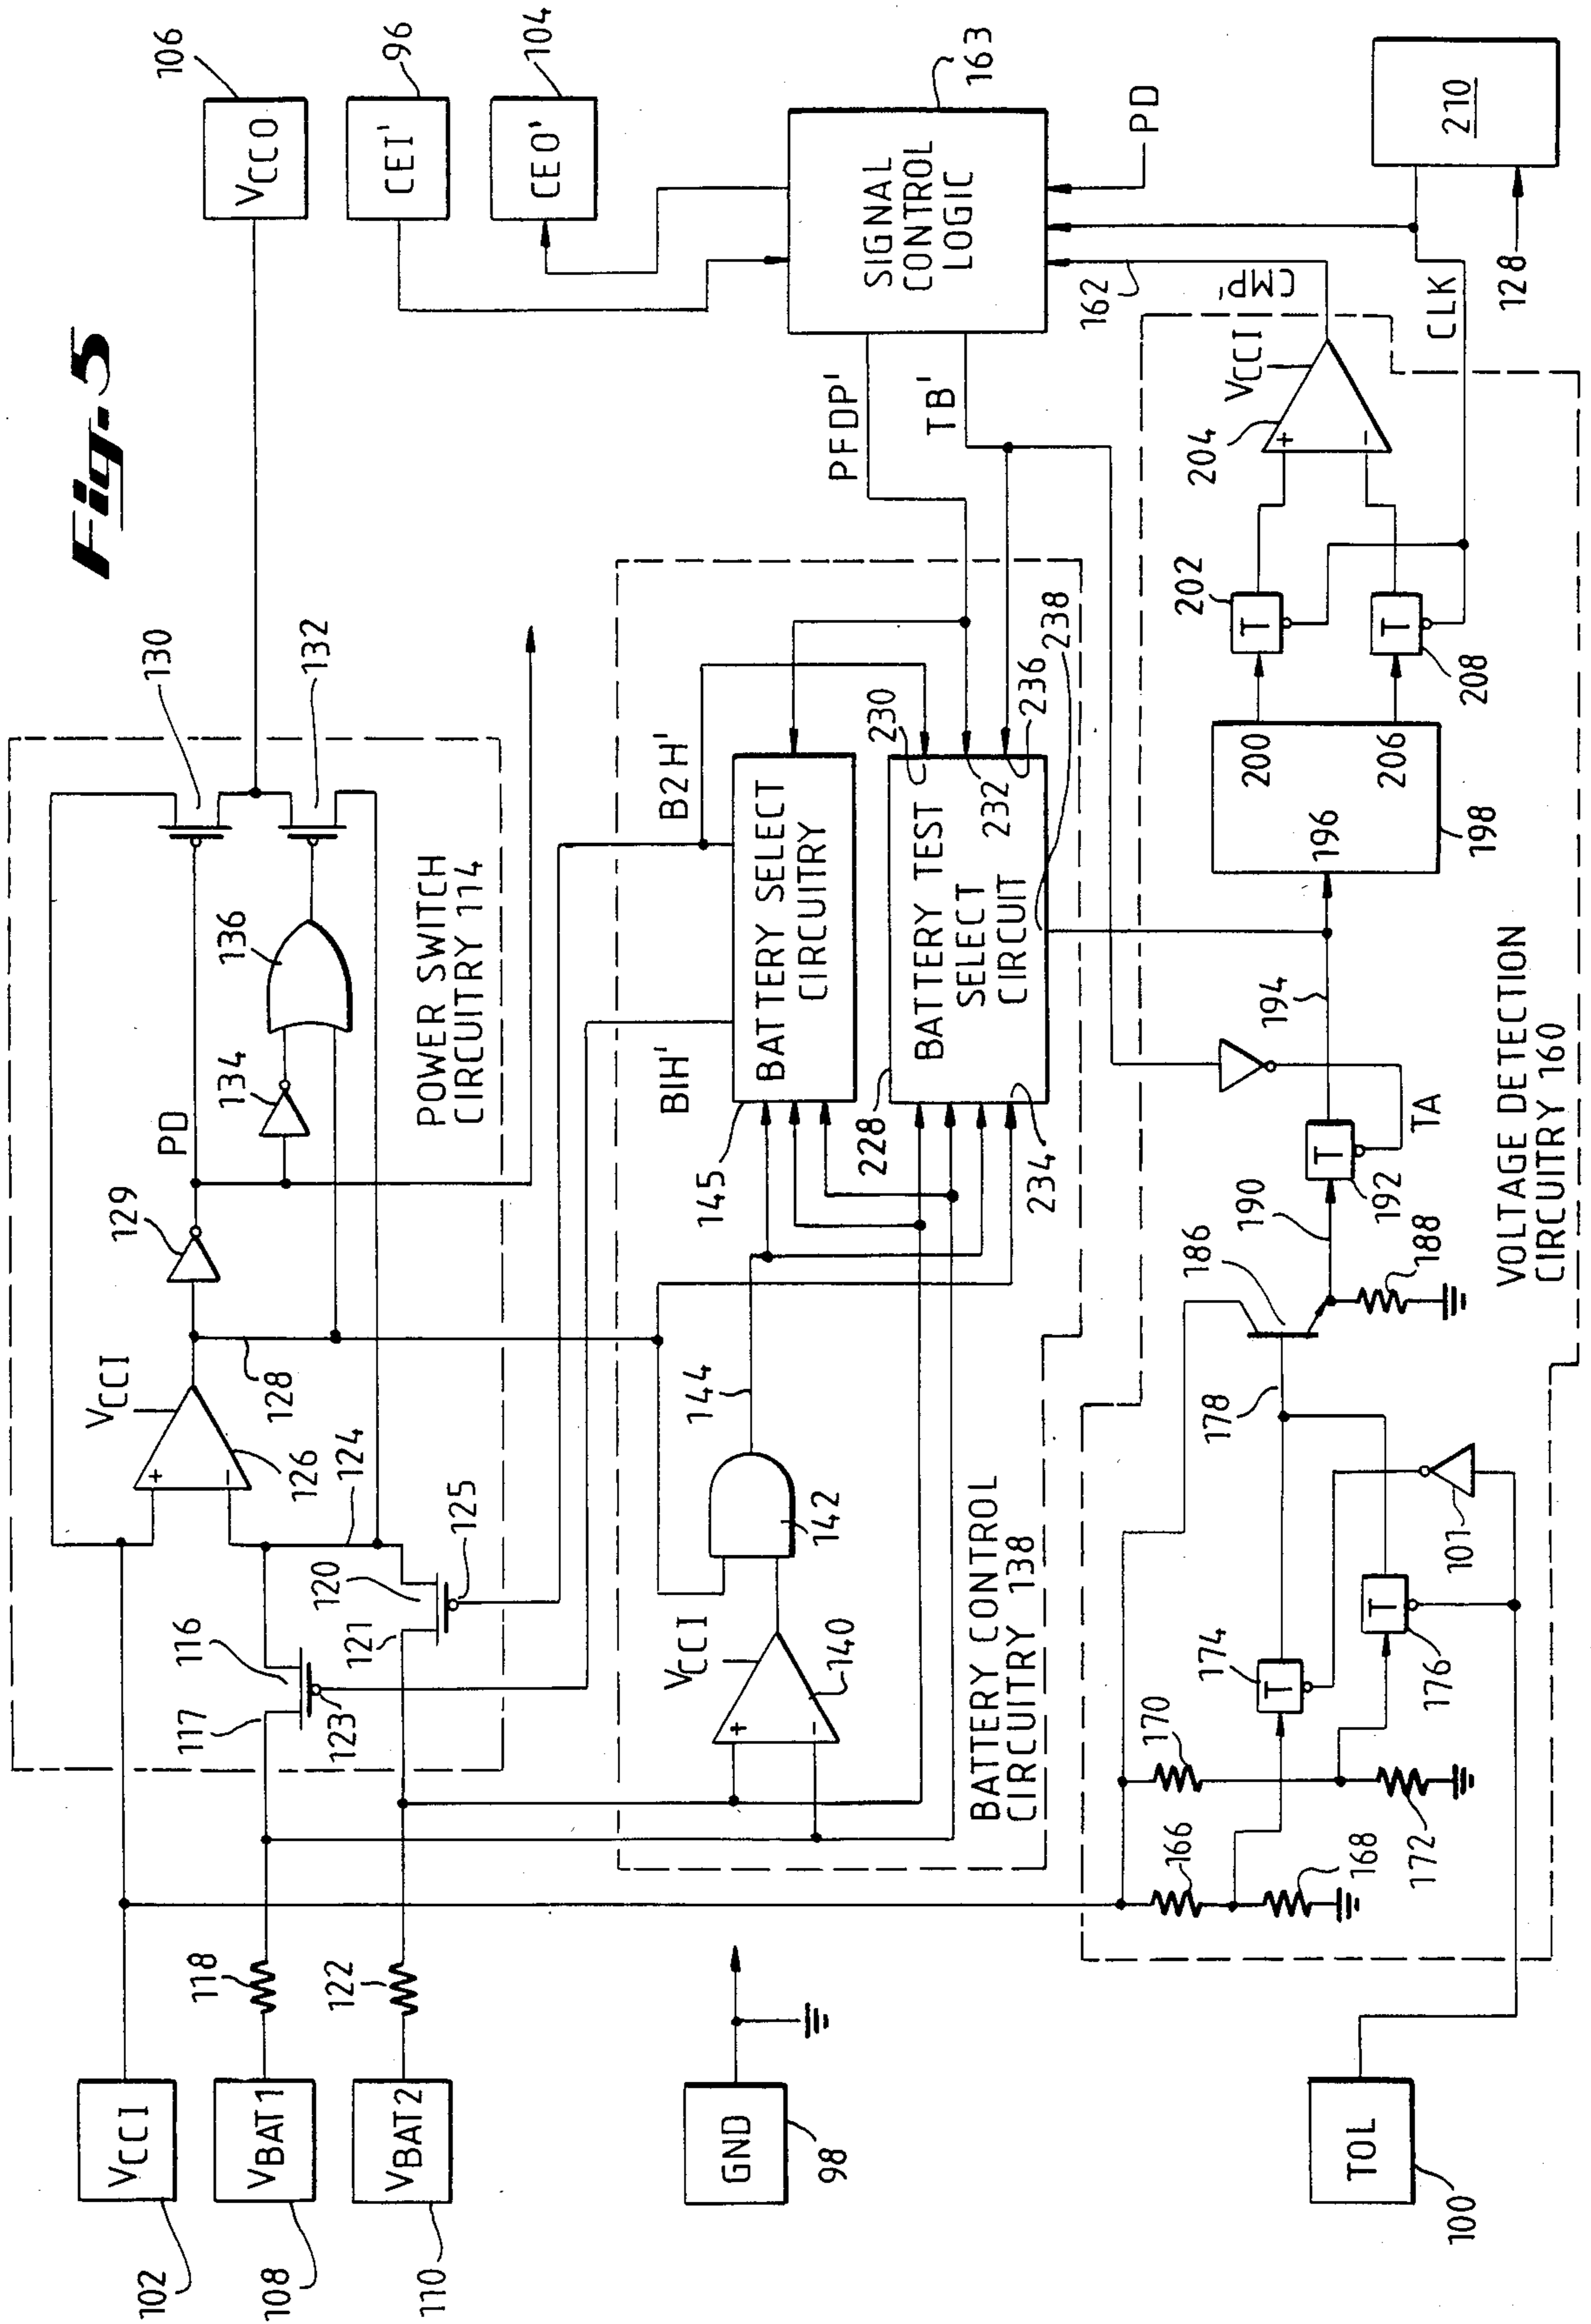 Fig-5
106
96
104
VCCO
CEI'
CEO'
163
SIGNAL
CONTROL
LOGIC
PD
210
128
CLK
162
CMP'
PFDP'
TB'
130
132
PD
129
134
136
POWER SWITCH
CIRCUITRY 114
VCCI
126
128
124
116
117
123
120
121
125
B1H'
B2H'
145
BATTERY SELECT
CIRCUITRY
228
BATTERY TEST
SELECT
CIRCUIT
230
232
234
236
238
144
142
VCCI
140
BATTERY CONTROL
CIRCUITRY 138
VCCI
204
202
T
T
208
200
206
196
198
194
TA
T
192
190
188
186
178
101
174
T
T
176
170
172
166
168
VOLTAGE DETECTION
CIRCUITRY 160
118
122
VCCI
VBAT1
VBAT2
102
108
110
GND
98
TOL
100